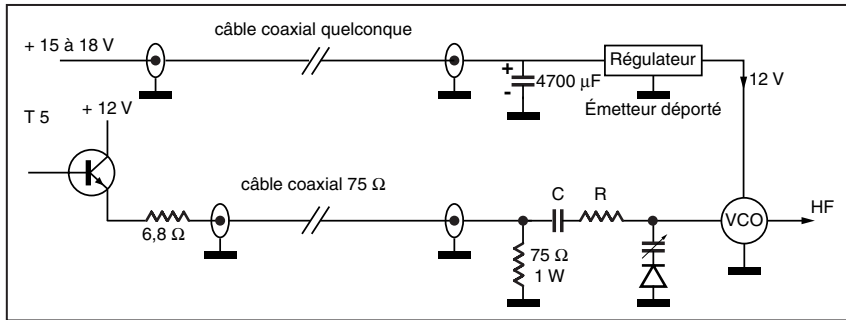 + 15 à 18 V
câble coaxial quelconque
+
-
4700 µF
Régulateur
12 V
Émetteur déporté
T 5
+ 12 V
câble coaxial 75 Ω
6,8 Ω
75 Ω
1 W
C
R
VCO
HF